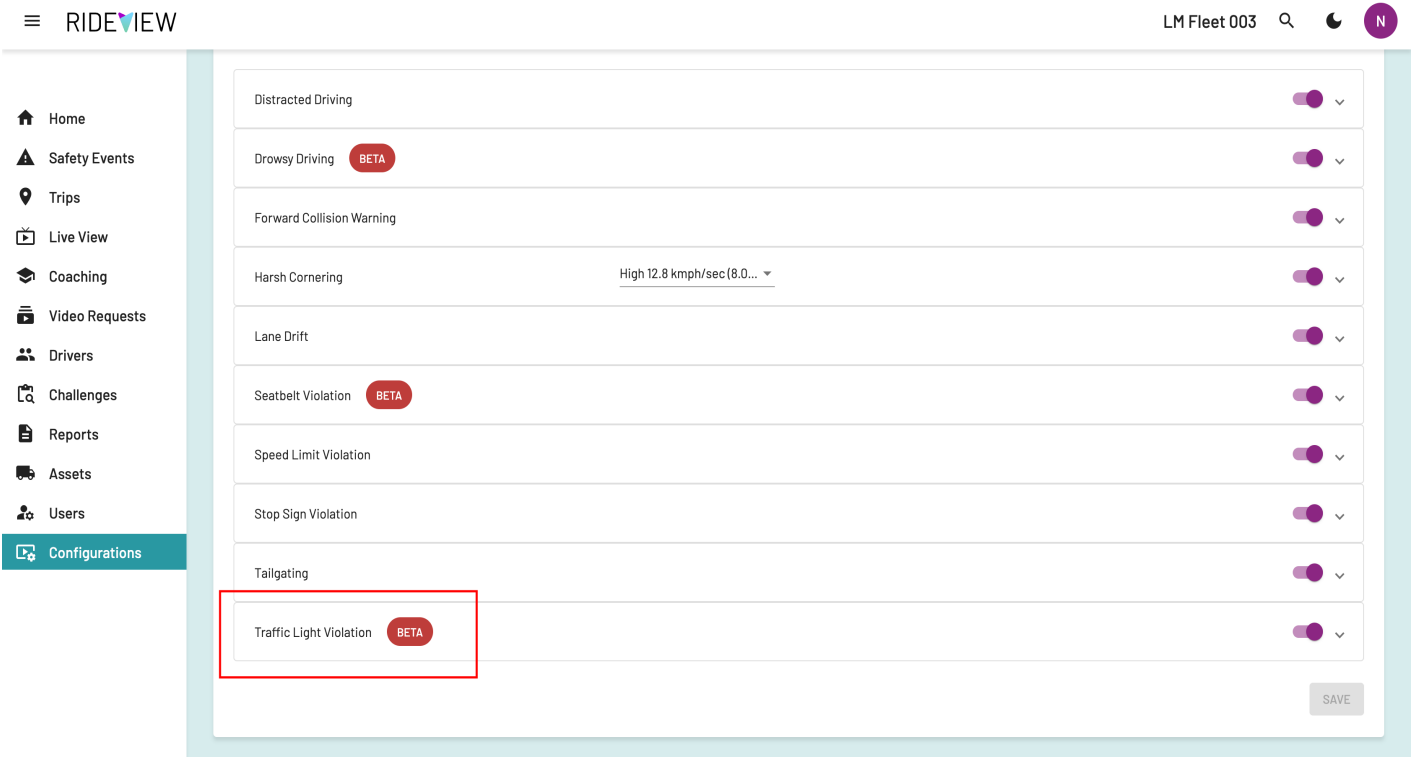 RIDEVIEW
LM Fleet 003
N
Home
Safety Events
Trips
Live View
Coaching
Video Requests
Drivers
Challenges
Reports
Assets
Users
Configurations
Distracted Driving
Drowsy Driving BETA
Forward Collision Warning
Harsh Cornering High 12.8 kmph/sec (8.0...
Lane Drift
Seatbelt Violation BETA
Speed Limit Violation
Stop Sign Violation
Tailgating
Traffic Light Violation BETA
SAVE